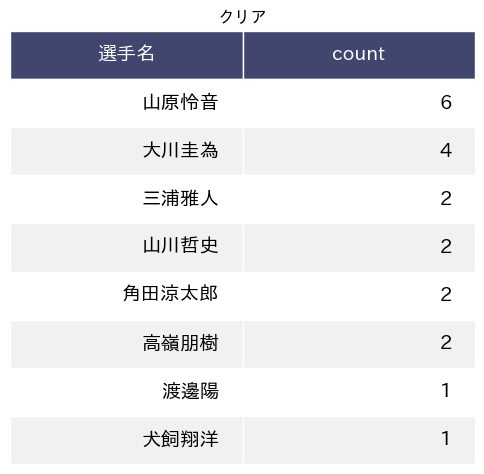 クリア
選手名 count
山原怜音 6
大川圭為 4
三浦雅人 2
山川哲史 2
角田涼太郎 2
高嶺朋樹 2
渡邊陽 1
犬飼翔洋 1